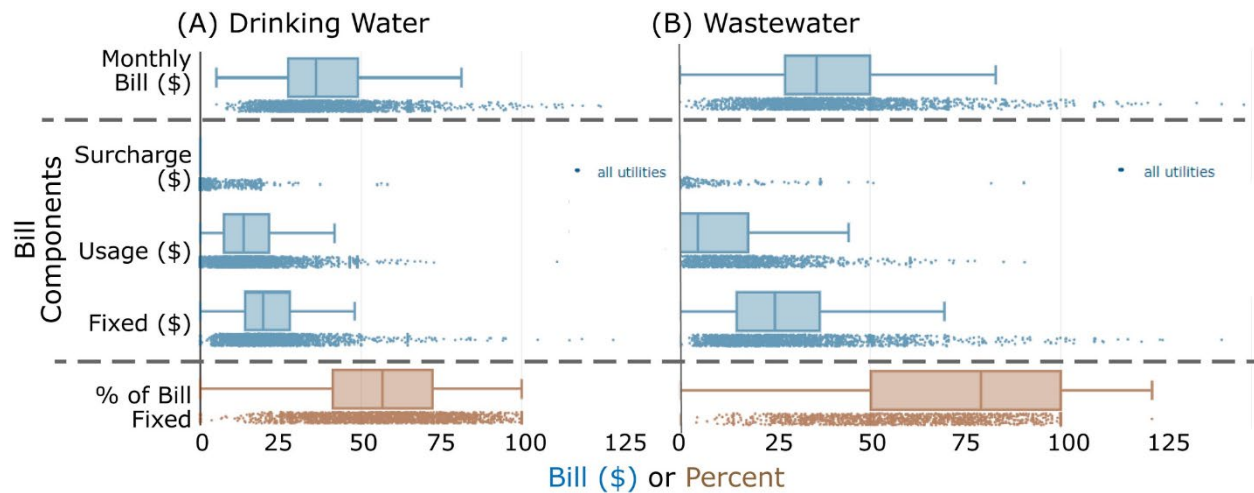 (A) Drinking Water
(B) Wastewater
Monthly
Bill ($)
Bill
Components
Surcharge
($)
Usage ($)
Fixed ($)
% of Bill
Fixed
all utilities
all utilities
0 25 50 75 100 125
0 25 50 75 100 125
Bill ($) or Percent